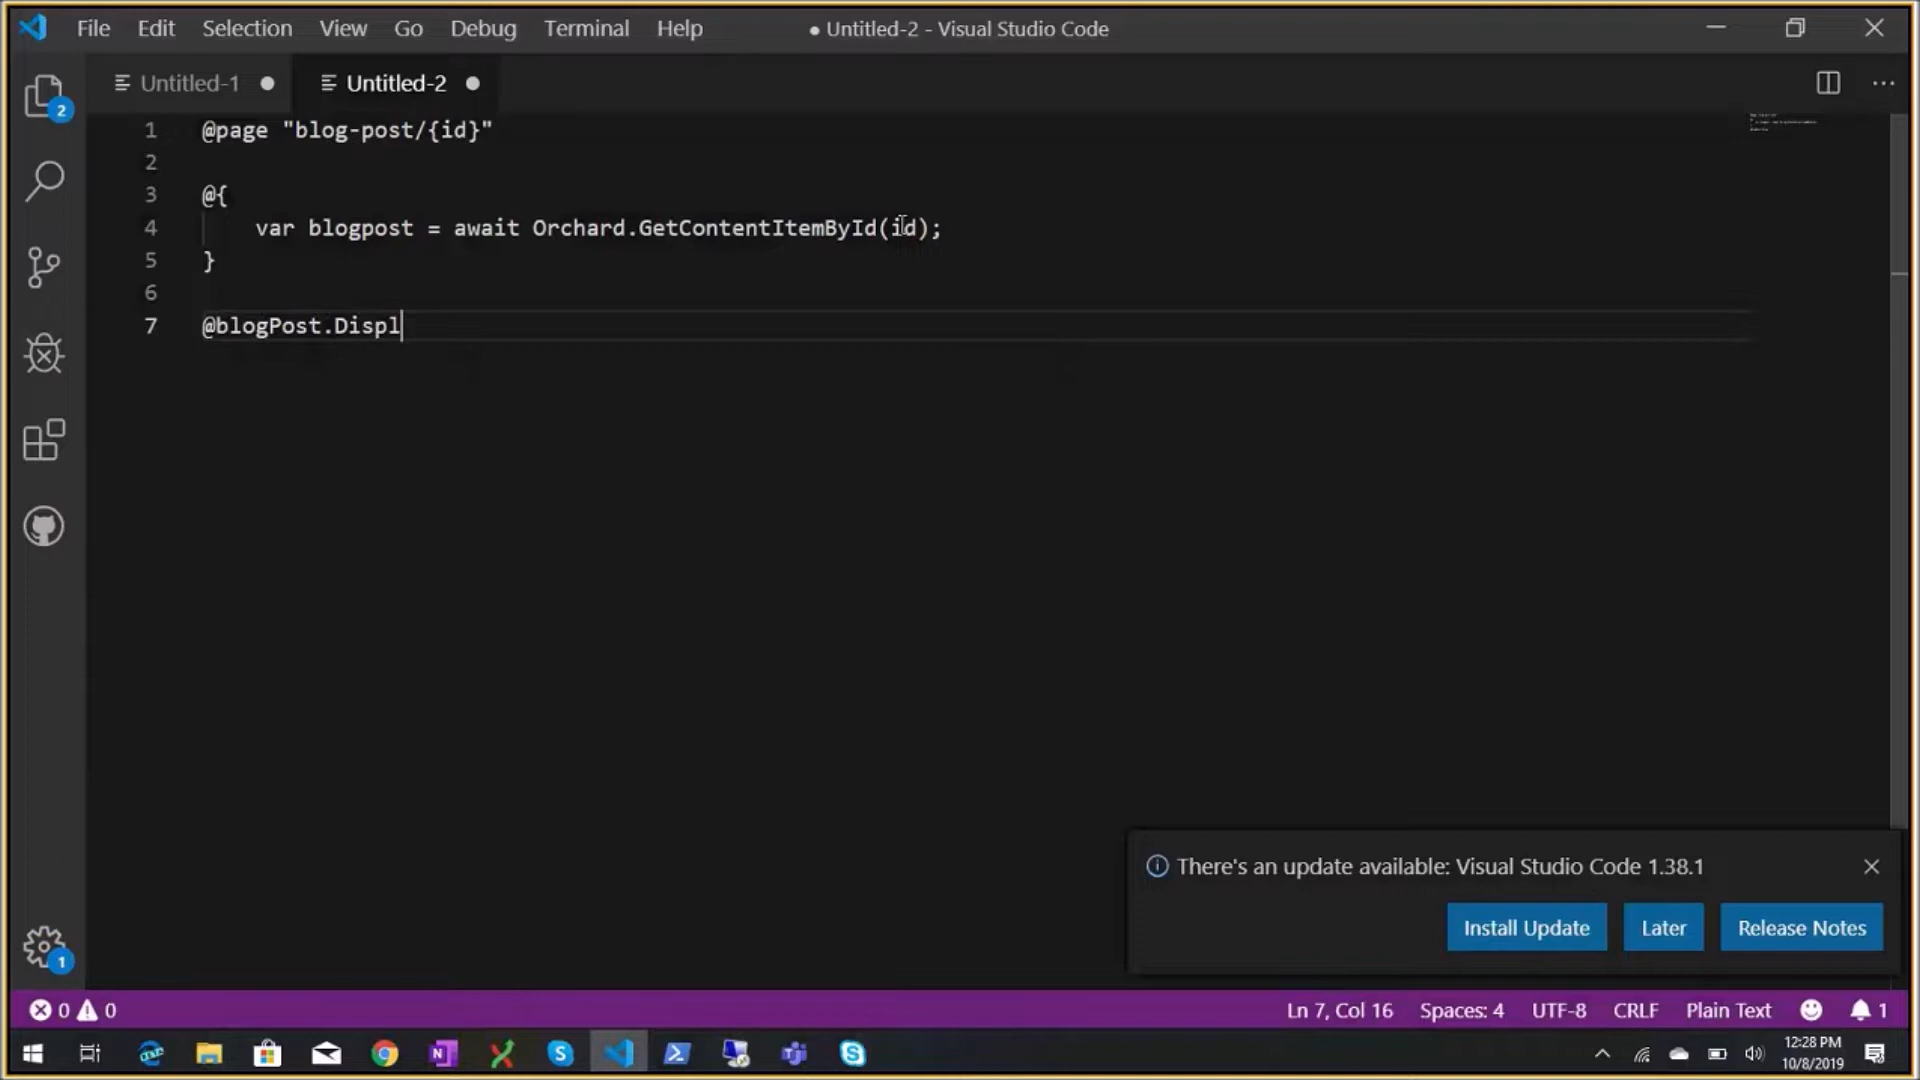 File Edit Selection View Go Debug Terminal Help
● Untitled-2 - Visual Studio Code
Untitled-1 ● Untitled-2 ●
2
1 @page "blog-post/{id}"
2
3 @{
4 var blogpost = await Orchard.GetContentItemById(id);
5 }
6
7 @blogPost.Displ
There's an update available: Visual Studio Code 1.38.1
Install Update Later Release Notes
1
0 0 Ln 7, Col 16 Spaces: 4 UTF-8 CRLF Plain Text 1
12:28 PM
10/8/2019